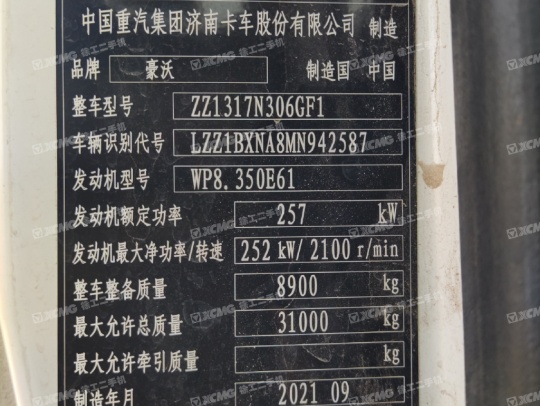 中国重汽集团济南卡车股份有限公司 制造
品牌 豪沃 制造国 中国
整车型号 ZZ1317N306GF1
车辆识别代号 LZZ1BXNA8MN942587
发动机型号 WP8.350E61
发动机额定功率 257 kW
发动机最大净功率/转速 252 kW/ 2100 r/min
整车整备质量 8900 kg
最大允许总质量 31000 kg
最大允许牵引质量 kg
制造年月 2021 09